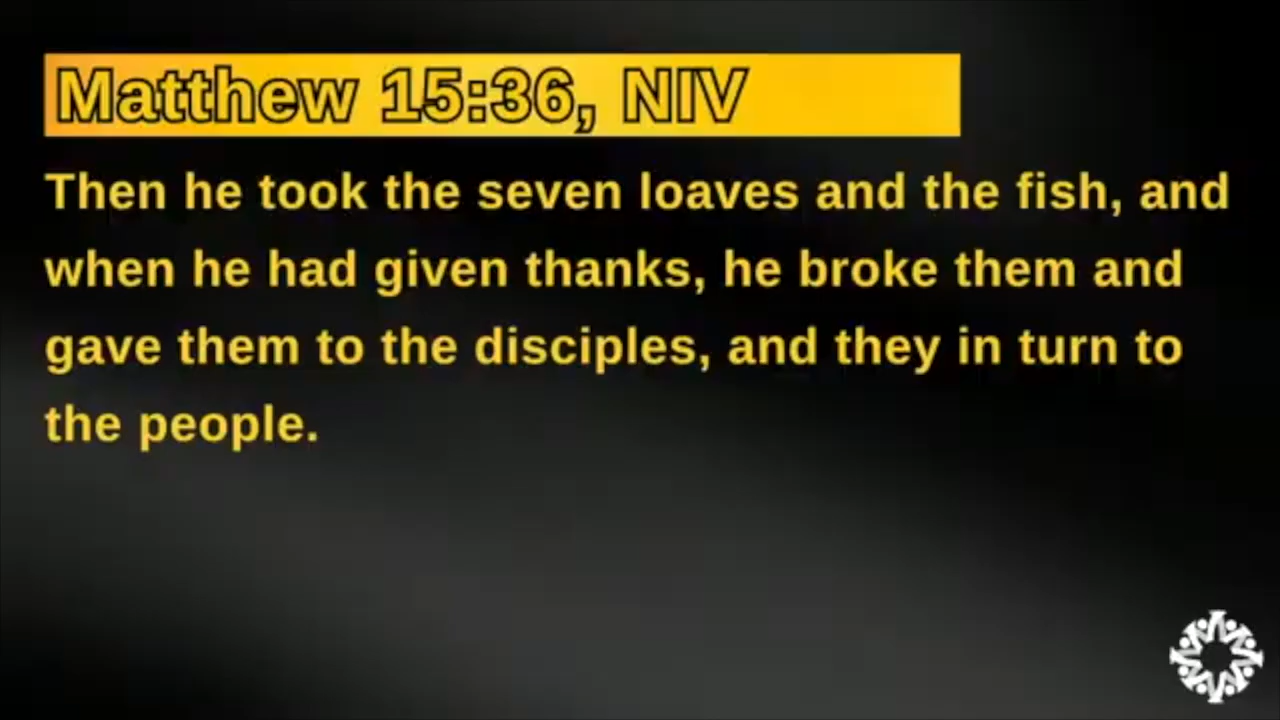 Matthew 15:36, NIV
Then he took the seven loaves and the fish, and
when he had given thanks, he broke them and
gave them to the disciples, and they in turn to
the people.